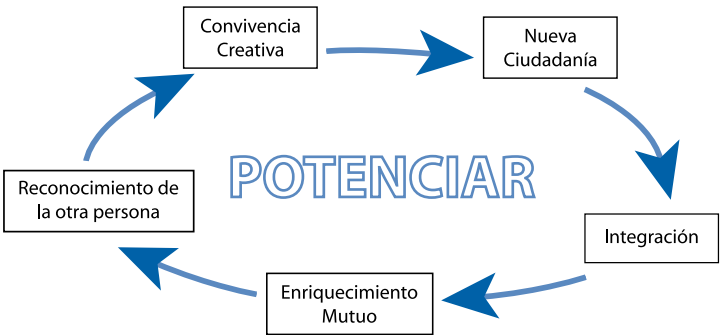 Convivencia
Creativa
Nueva
Ciudadanía
POTENCIAR
Reconocimiento de
la otra persona
Integración
Enriquecimiento
Mutuo